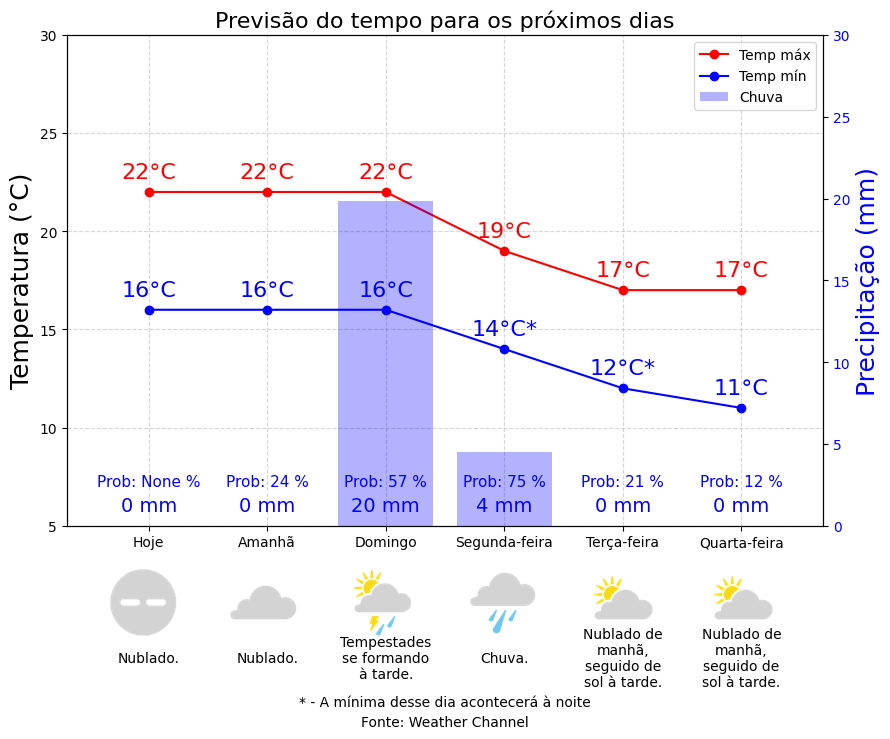 Previsão do tempo para os próximos dias
Temp máx
Temp mín
Chuva
Temperatura (°C)
Precipitação (mm)
30
25
20
15
10
5
30
25
20
15
10
5
0
22°C 22°C 22°C 19°C 17°C 17°C
16°C 16°C 16°C 14°C* 12°C* 11°C
Prob: None % Prob: 24 % Prob: 57 % Prob: 75 % Prob: 21 % Prob: 12 %
0 mm 0 mm 20 mm 4 mm 0 mm 0 mm
Hoje Amanhã Domingo Segunda-feira Terça-feira Quarta-feira
Nublado.
Nublado.
Tempestades
se formando
à tarde.
Chuva.
Nublado de
manhã,
seguido de
sol à tarde.
Nublado de
manhã,
seguido de
sol à tarde.
* - A mínima desse dia acontecerá à noite
Fonte: Weather Channel